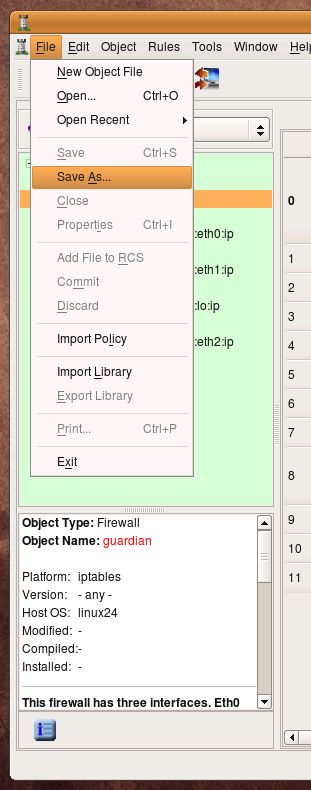 File Edit Object Rules Tools Window Help
New Object File
Open... Ctrl+O
Open Recent
Save Ctrl+S
Save As...
Close
Properties Ctrl+I
Add File to RCS
Commit
Discard
Import Policy
Import Library
Export Library
Print... Ctrl+P
Exit
:eth0:ip
:eth1:ip
:lo:ip
:eth2:ip
0
1
2
3
4
5
6
7
8
9
10
11
Object Type: Firewall
Object Name: guardian
Platform: iptables
Version: - any -
Host OS: linux24
Modified: -
Compiled:-
Installed: -
This firewall has three interfaces. Eth0